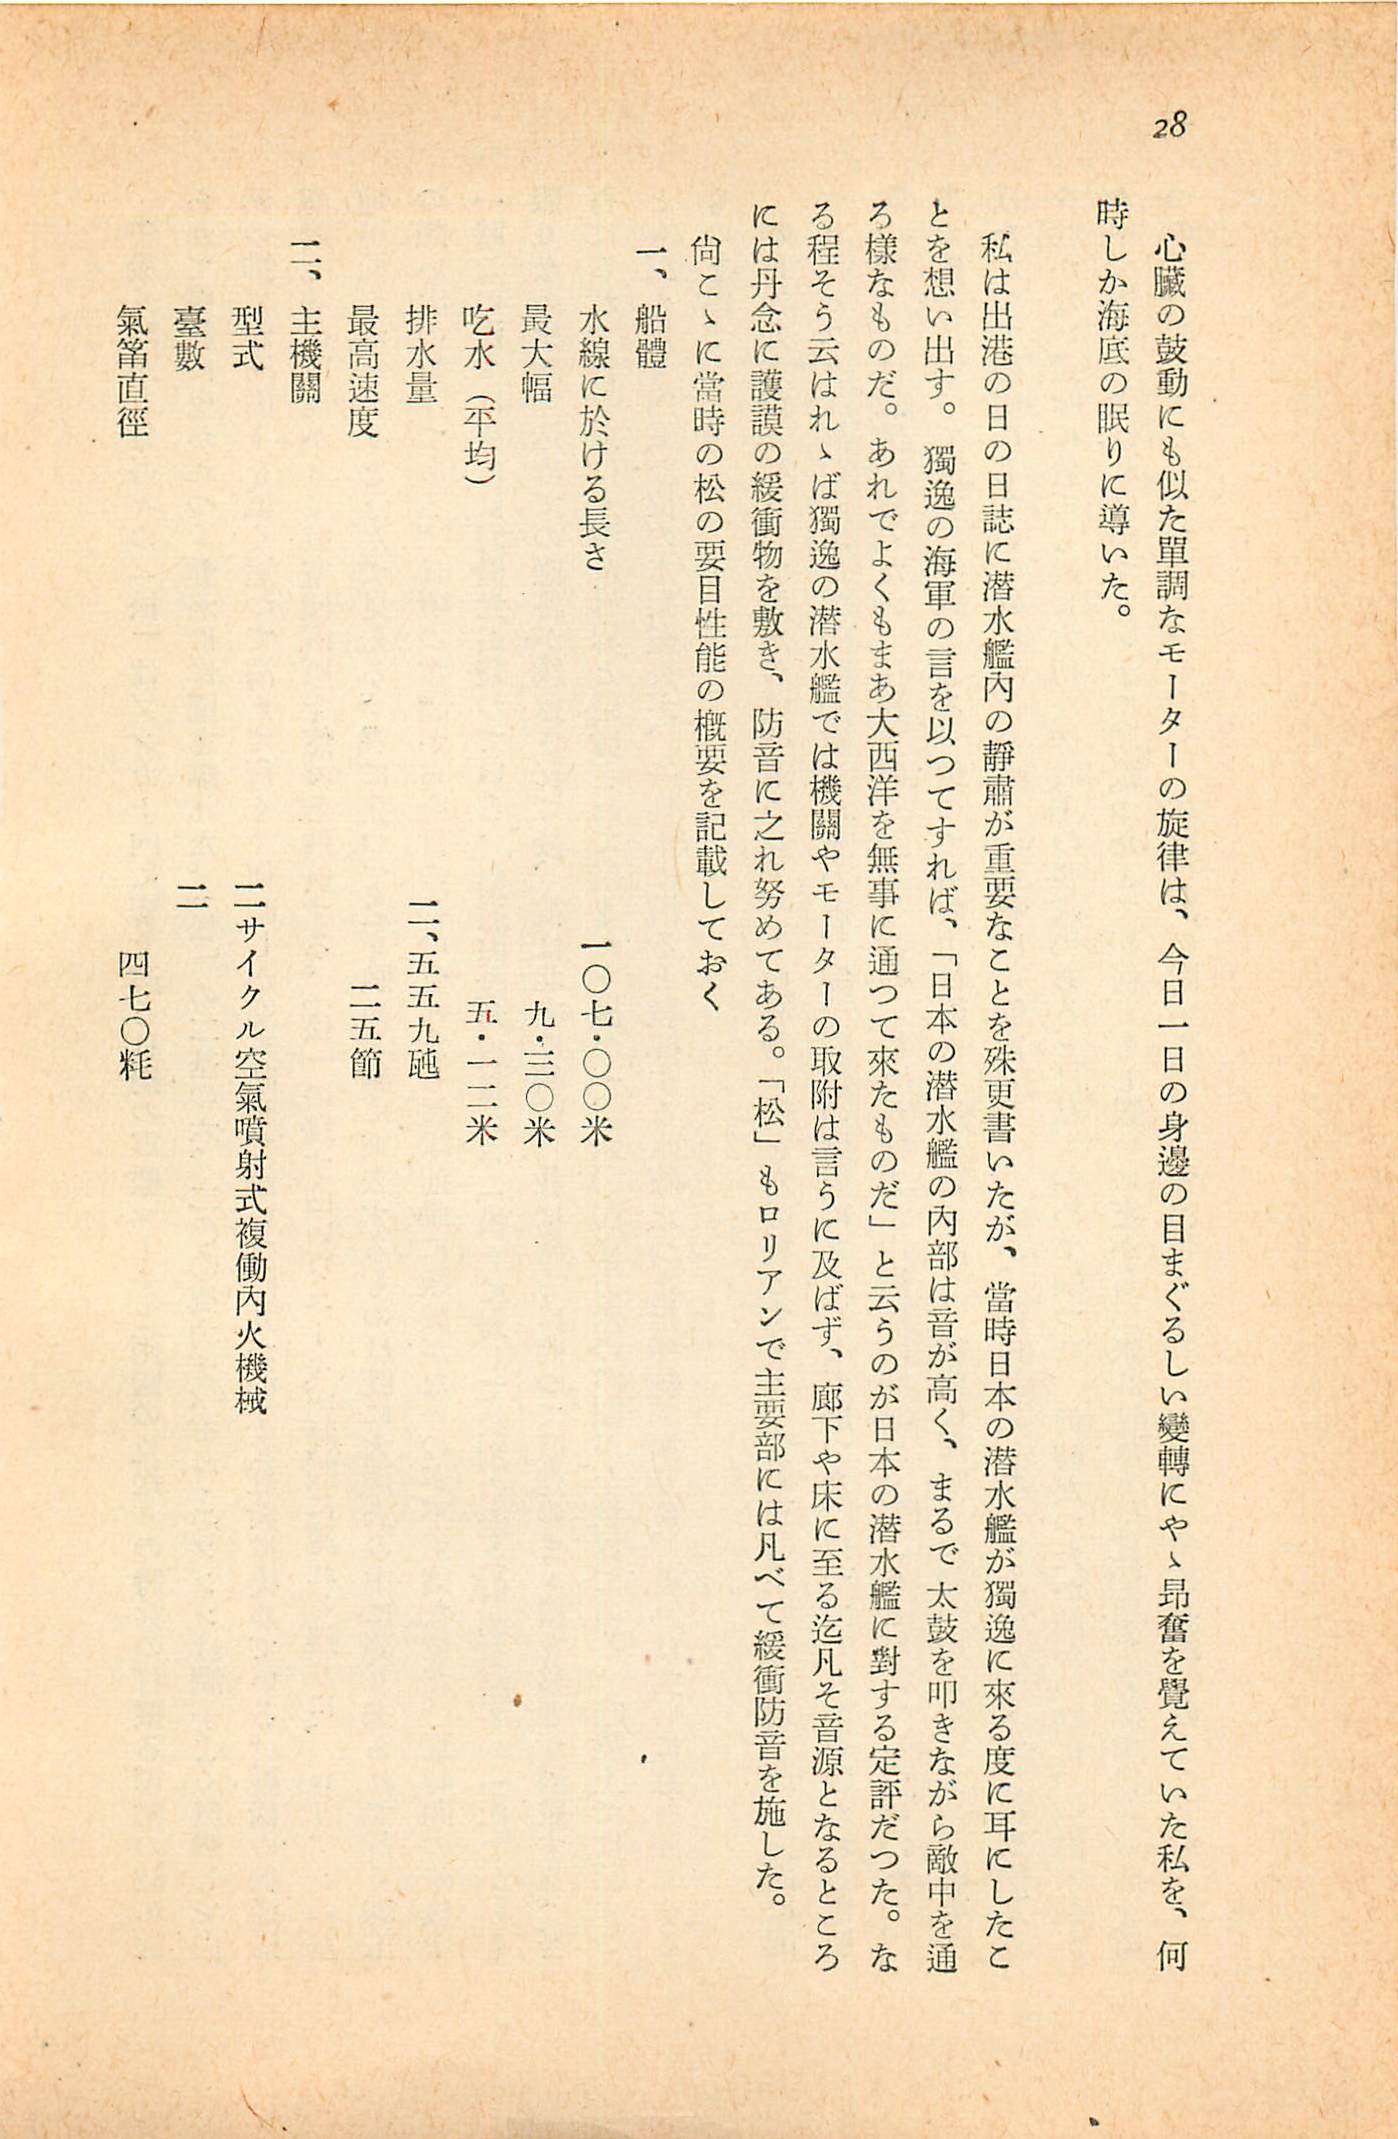 28
心臟の鼓動にも似た單調なモーターの旋律は、今日一日の身邊の目まぐるしい變轉にやゝ昂奮を覺えていた私を、何
時しか海底の眠りに導いた。
私は出港の日の日誌に潜水艦內の靜肅が重要なことを殊更書いたが、當時日本の潜水艦が獨逸に來る度に耳にしたこ
とを想い出す。獨逸の海軍の言を以つてすれば、「日本の潜水艦の內部は音が高く、まるで太鼓を叩きながら敵中を通
る樣なものだ。あれでよくもまあ大西洋を無事に通つて來たものだ」と云うのが日本の潜水艦に對する定評だつた。な
る程そう云はれゝば獨逸の潜水艦では機關やモーターの取附は言うに及ばず、廊下や床に至る迄凡そ音源となるところ
には丹念に護謨の緩衝物を敷き、防音に之れ努めてある。「松」もロリアンで主要部には凡べて緩衝防音を施した。
尙こゝに當時の松の要目性能の概要を記載しておく
一、船體
水線に於ける長さ　一〇七・〇〇米
最大幅　九・三〇米
吃水（平均）　五・一二米
排水量　二、五五九噸
最高速度　二五節
二、主機關
型式　二サイクル空氣噴射式複働內火機械
臺數　二
氣筩直徑　四七〇粍